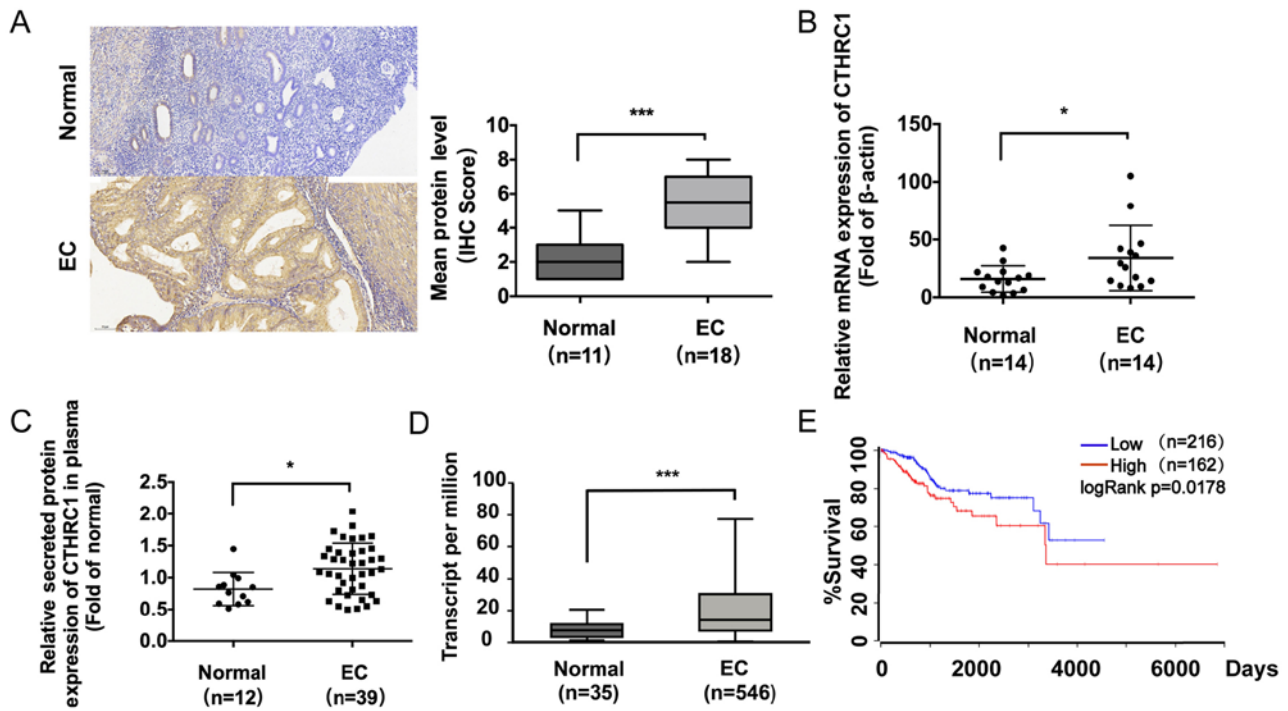 A
Normal
EC
Mean protein level
(IHC Score)
10
8
6
4
2
0
***
Normal
(n=11)
EC
(n=18)
B
Relative mRNA expression of CTHRC1
(Fold of β-actin)
150
100
50
0
*
Normal
(n=14)
EC
(n=14)
C
Relative secreted protein
expression of CTHRC1 in plasma
(Fold of normal)
2.5
2.0
1.5
1.0
0.5
0.0
*
Normal
(n=12)
EC
(n=39)
D
Transcript per million
100
80
60
40
20
0
***
Normal
(n=35)
EC
(n=546)
E
%Survival
100
80
60
40
20
0
Low (n=216)
High (n=162)
logRank p=0.0178
0 2000 4000 6000 Days